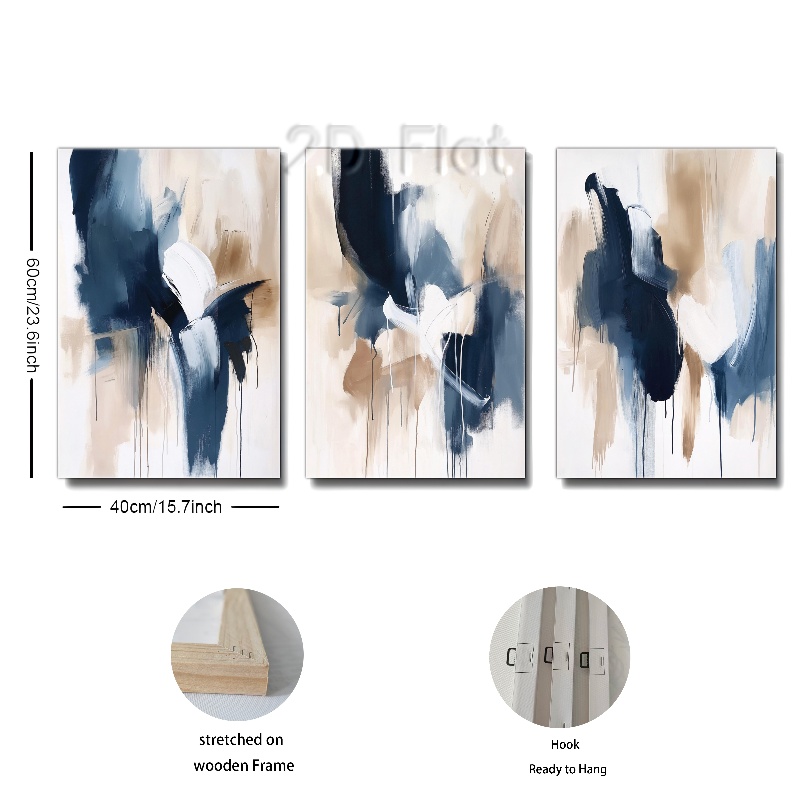 2D Flat.
60cm/23.6inch
40cm/15.7inch
stretched on
wooden Frame
Hook
Ready to Hang